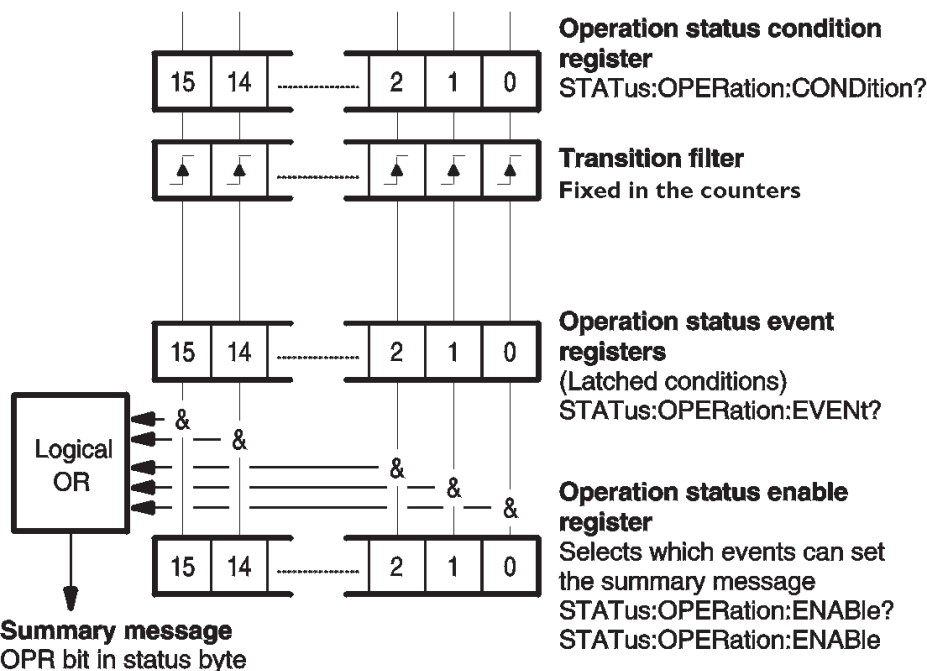 Operation status condition
register
STATus:OPERation:CONDition?
15 14 2 1 0
Transition filter
Fixed in the counters
Operation status event
registers
(Latched conditions)
STATus:OPERation:EVENt?
15 14 2 1 0
&
&
&
&
&
Logical
OR
Operation status enable
register
Selects which events can set
the summary message
STATus:OPERation:ENABle?
STATus:OPERation:ENABle
15 14 2 1 0
Summary message
OPR bit in status byte